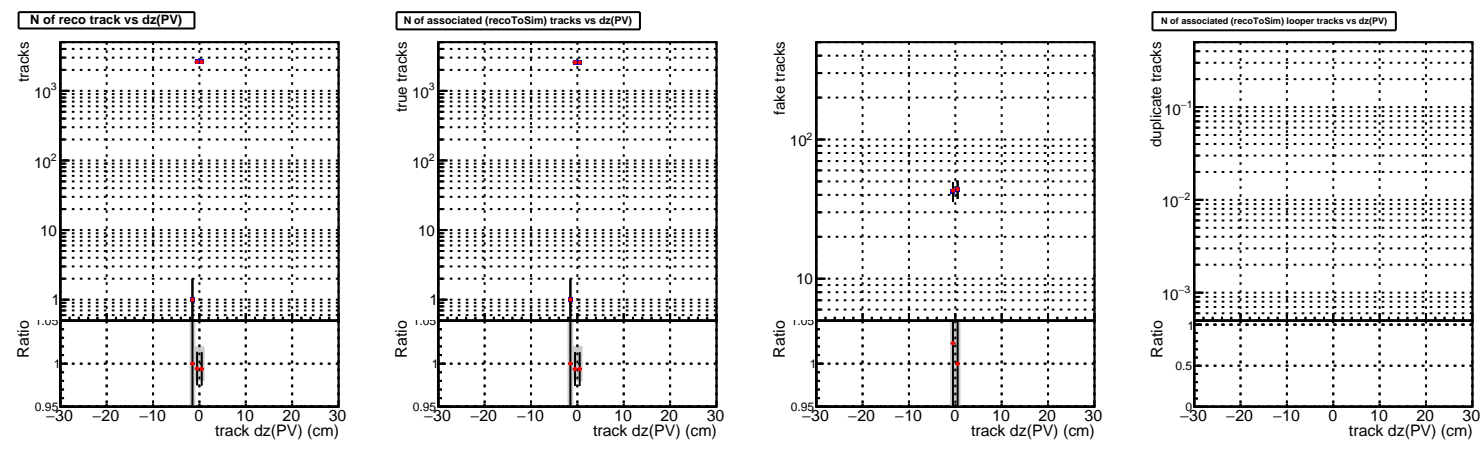 N of reco track vs dz(PV)
tracks
10³
10²
10
1
Ratio
1.05
1
0.95
−30 −20 −10 0 10 20 30
track dz(PV) (cm)
N of associated (recoToSim) tracks vs dz(PV)
true tracks
10³
10²
10
1
Ratio
1.05
1
0.95
−30 −20 −10 0 10 20 30
track dz(PV) (cm)
fake tracks
10²
10
Ratio
1.05
1
0.95
−30 −20 −10 0 10 20 30
track dz(PV) (cm)
N of associated (recoToSim) looper tracks vs dz(PV)
duplicate tracks
10⁻¹
10⁻²
10⁻³
Ratio
1
0.5
0
−30 −20 −10 0 10 20 30
track dz(PV) (cm)